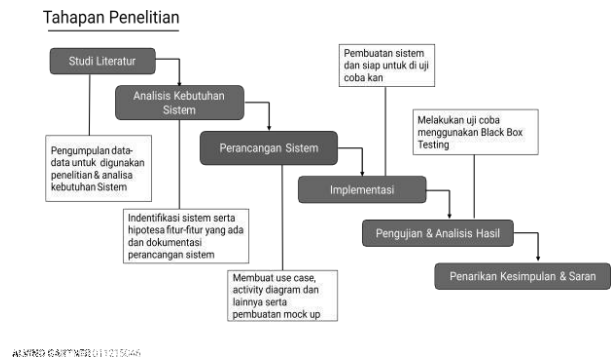 Tahapan Penelitian
Studi Literatur
Pembuatan sistem
dan siap untuk di uji
coba kan
Analisis Kebutuhan
Sistem
Melakukan uji coba
menggunakan Black Box
Testing
Pengumpulan data-
data untuk digunakan
penelitian & analisa
kebutuhan Sistem
Perancangan Sistem
Implementasi
Indentifikasi sistem serta
hipotesa fitur-fitur yang ada
dan dokumentasi
perancangan sistem
Pengujian & Analisis Hasil
Membuat use case,
activity diagram dan
lainnya serta
pembuatan mock up
Penarikan Kesimpulan & Saran